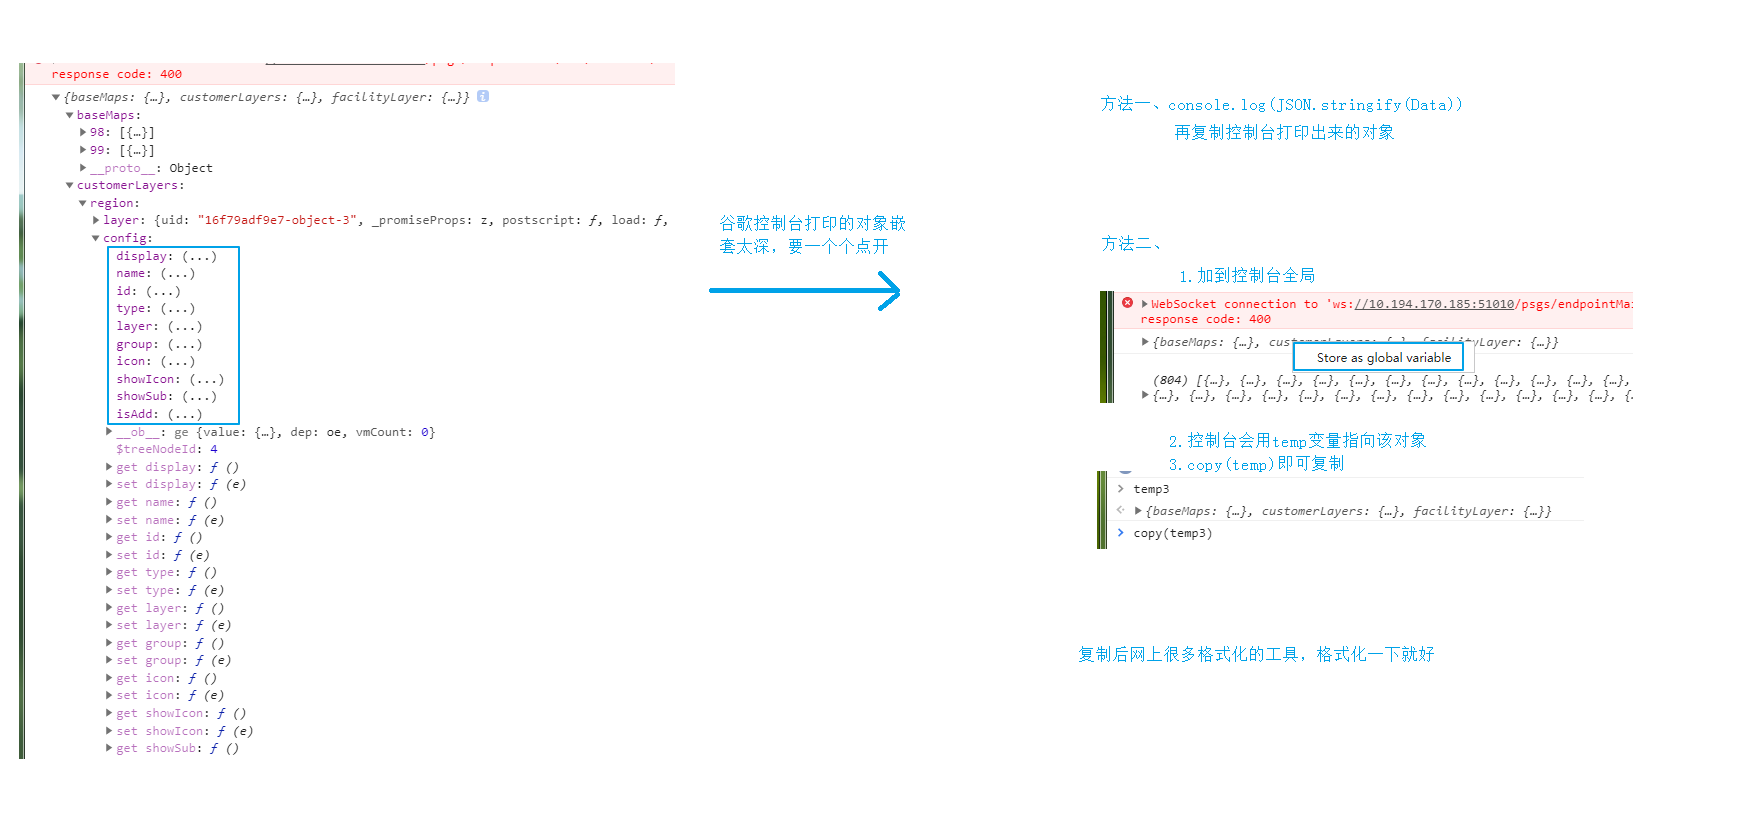 response code: 400
{baseMaps: {…}, customerLayers: {…}, facilityLayer: {…}}
baseMaps:
98: [{…}]
99: [{…}]
__proto__: Object
customerLayers:
region:
layer: {uid: "16f79adf9e7-object-3", _promiseProps: z, postscript: ƒ, load: ƒ,
config:
display: (...)
name: (...)
id: (...)
type: (...)
layer: (...)
group: (...)
icon: (...)
showIcon: (...)
showSub: (...)
isAdd: (...)
__ob__: ge {value: {…}, dep: oe, vmCount: 0}
$treeNodeId: 4
get display: ƒ ()
set display: ƒ (e)
get name: ƒ ()
set name: ƒ (e)
get id: ƒ ()
set id: ƒ (e)
get type: ƒ ()
set type: ƒ (e)
get layer: ƒ ()
set layer: ƒ (e)
get group: ƒ ()
set group: ƒ (e)
get icon: ƒ ()
set icon: ƒ (e)
get showIcon: ƒ ()
set showIcon: ƒ (e)
get showSub: ƒ ()
谷歌控制台打印的对象嵌
套太深，要一个个点开
方法一、console.log(JSON.stringify(Data))
再复制控制台打印出来的对象
方法二、
1.加到控制台全局
WebSocket connection to 'ws://10.194.170.185:51010/psgs/endpointMa
response code: 400
{baseMaps: {…}, cus yLayer: {…}}
Store as global variable
(804) [{…}, {…}, {…}, {…}, {…}, {…}, {…}, {…}, {…}, {…}, {…}, {…},
{…}, {…}, {…}, {…}, {…}, {…}, {…}, {…}, {…}, {…}, {…}, {…}, {…}, {
2.控制台会用temp变量指向该对象
3.copy(temp)即可复制
temp3
{baseMaps: {…}, customerLayers: {…}, facilityLayer: {…}}
copy(temp3)
复制后网上很多格式化的工具，格式化一下就好